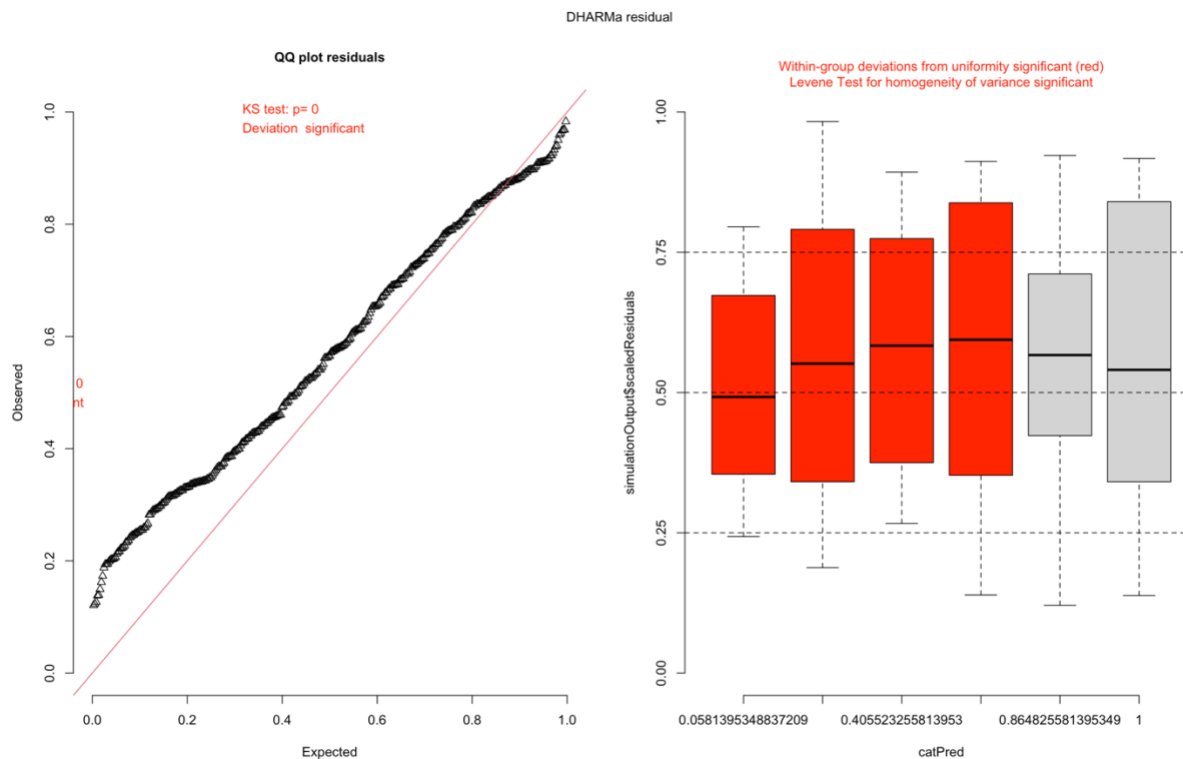 DHARMa residual
QQ plot residuals
KS test: p= 0
Deviation  significant
0
nt
Observed
0.0
0.2
0.4
0.6
0.8
1.0
0.0
0.2
0.4
0.6
0.8
1.0
Expected
Within-group deviations from uniformity significant (red)
Levene Test for homogeneity of variance significant
simulationOutput$scaledResiduals
0.00
0.25
0.50
0.75
1.00
0.0581395348837209
0.405523255813953
0.864825581395349
1
catPred